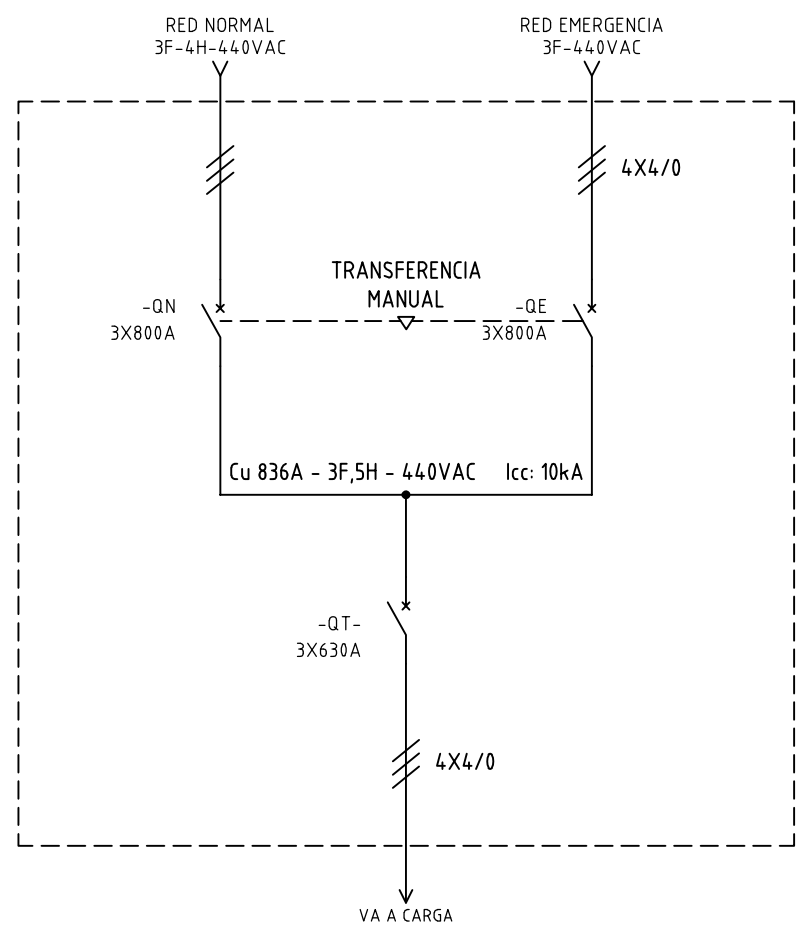 RED NORMAL
3F-4H-440VAC
RED EMERGENCIA
3F-440VAC
4X4/0
TRANSFERENCIA
MANUAL
-QN
3X800A
-QE
3X800A
Cu 836A - 3F,5H - 440VAC Icc: 10kA
-QT-
3X630A
4X4/0
VA A CARGA